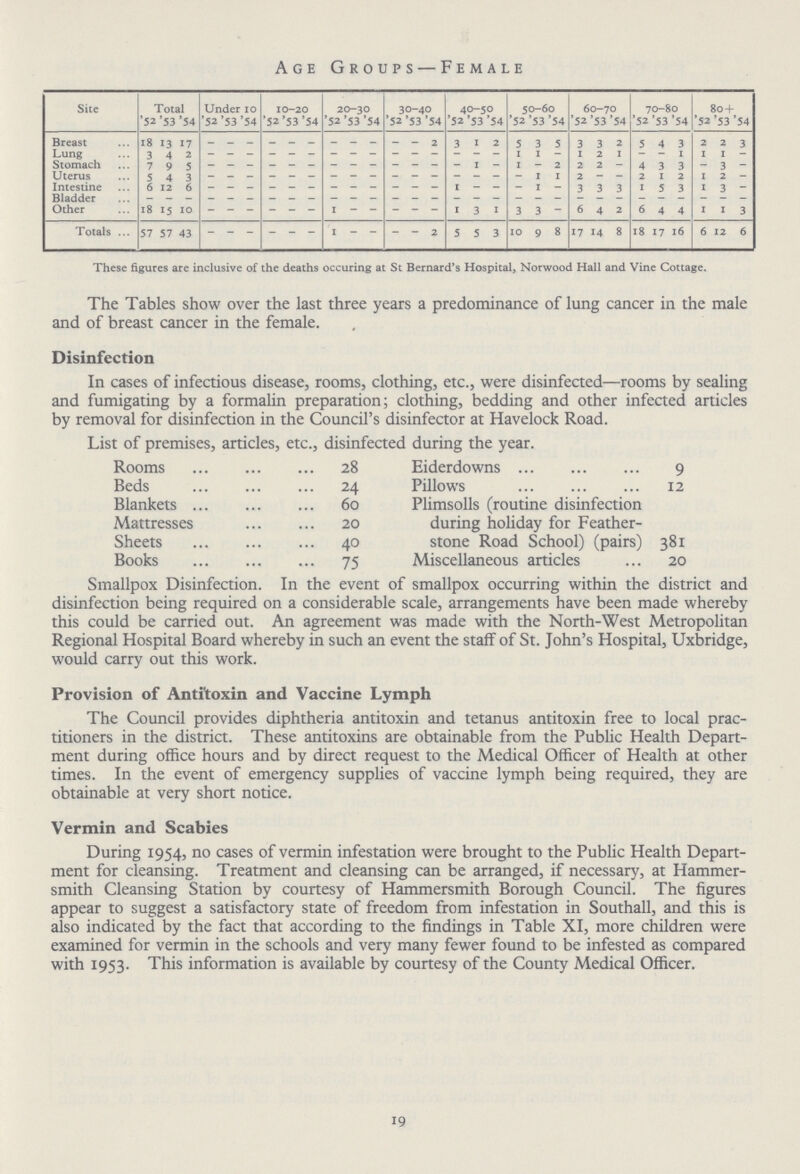 Age Groups—Female
Site Total Under 10 10-20 20-30 30-40 40-50 50-60 60-70 70-80 80+
'52 '53 '54 '52 '53 '54 '52 '53 '54 '52 '53 '54 '52 '53 '54 '52 '53 '54 '52 '53 '54 '52 '53 '54 '52 '53 '54 '52 '53 '54
Breast ... 18 13 17 - - - - - - - - - - - 2 3 1 2 5 3 5 3 3 2 5 4 3 2 2 3
Lung ... 3 4 2 - - - - - - - - - - - - - - - 1 1 - 1 2 1 - - 1 1 1 -
Stomach ... 7 9 5 - - - - - - - - - - - - - 1 - 1 - 2 2 2 - 4 3 3 - 3 -
Uterus ... 5 4 3 - - - - - - - - - - - - - - - - 1 1 2 - - 2 1 2 1 2 -
Intestine ... 6 12 6 - - - - - - - - - - - - 1 - - - 1 - 3 3 3 1 5 3 1 3 -
Bladder ... - - - - - - - - - - - - - - - - - - - - - - - - - - - - - -
Other ... 18 15 10 - - - - - - 1 - - - - - 1 3 1 3 3 - 6 4 2 6 4 4 1 1 3
Totals ... 57 57 43 - - - - - - 1 - - - - 2 5 5 3 10 9 8 17 14 8 18 17 16 6 12 6
These figures are inclusive of the deaths occuring at St Bernard's Hospital, Norwood Hall and Vine Cottage.
The Tables show over the last three years a predominance of lung cancer in the male
and of breast cancer in the female.
Disinfection
In cases of infectious disease, rooms, clothing, etc., were disinfected—rooms by sealing
and fumigating by a formalin preparation; clothing, bedding and other infected articles
by removal for disinfection in the Council's disinfector at Havelock Road.
List of premises, articles, etc., disinfected during the year.
Rooms ... ... ... 28 Eiderdowns ... ... ... 9
Beds ... ... ... 24 Pillows ... ... ... 12
Blankets ... ... ... 60 Plimsolls (routine disinfection
Mattresses ... ... 20 during holiday for Feather-
Sheets ... ... ... 40 stone Road School) (pairs) 381
Books ... ... ... 75 Miscellaneous articles ... 20
Smallpox Disinfection. In the event of smallpox occurring within the district and
disinfection being required on a considerable scale, arrangements have been made whereby
this could be carried out. An agreement was made with the North-West Metropolitan
Regional Hospital Board whereby in such an event the staff of St. John's Hospital, Uxbridge,
would carry out this work.
Provision of Antitoxin and Vaccine Lymph
The Council provides diphtheria antitoxin and tetanus antitoxin free to local prac-
titioners in the district. These antitoxins are obtainable from the Public Health Depart-
ment during office hours and by direct request to the Medical Officer of Health at other
times. In the event of emergency supplies of vaccine lymph being required, they are
obtainable at very short notice.
Vermin and Scabies
During 1954, no cases of vermin infestation were brought to the Public Health Depart-
ment for cleansing. Treatment and cleansing can be arranged, if necessary, at Hammer-
smith Cleansing Station by courtesy of Hammersmith Borough Council. The figures
appear to suggest a satisfactory state of freedom from infestation in Southall, and this is
also indicated by the fact that according to the findings in Table XI, more children were
examined for vermin in the schools and very many fewer found to be infested as compared
with 1953. This information is available by courtesy of the County Medical Officer.
19